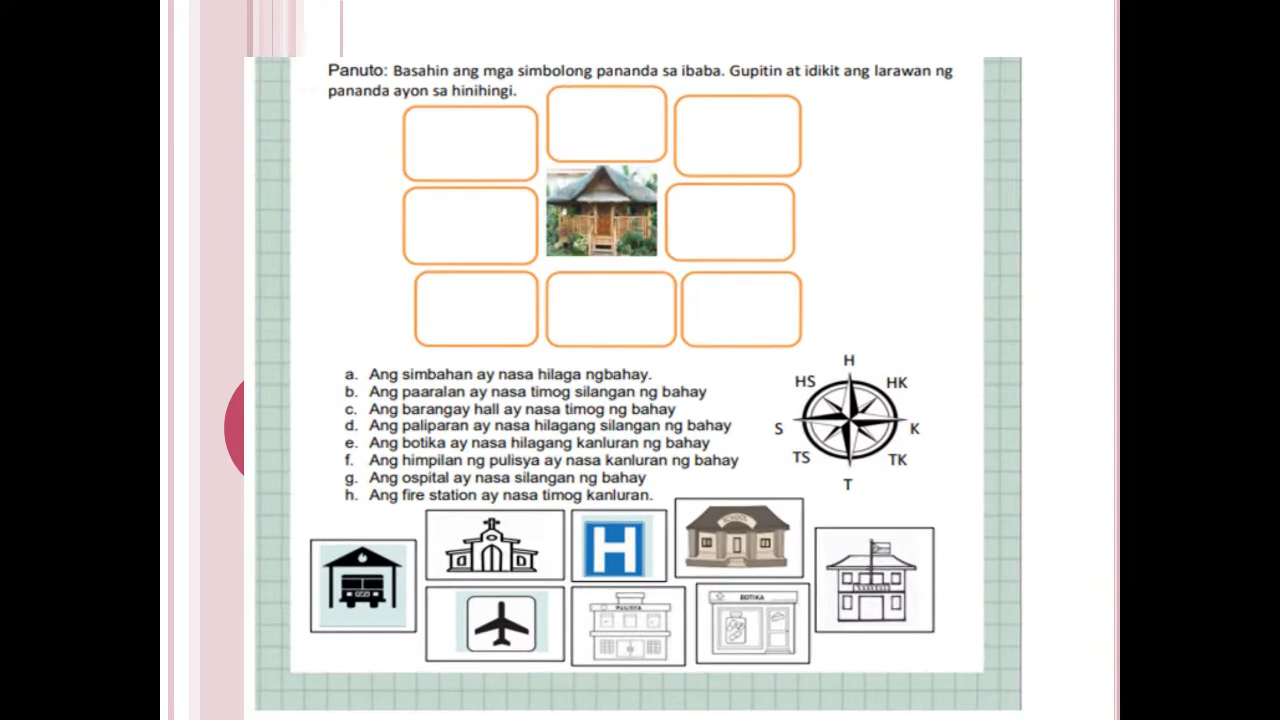 Panuto: Basahin ang mga simbolong pananda sa ibaba. Gupitin at idikit ang larawan ng
pananda ayon sa hinihingi.
a. Ang simbahan ay nasa hilaga ngbahay.
b. Ang paaralan ay nasa timog silangan ng bahay
c. Ang barangay hall ay nasa timog ng bahay
d. Ang paliparan ay nasa hilagang silangan ng bahay
e. Ang botika ay nasa hilagang kanluran ng bahay
f. Ang himpilan ng pulisya ay nasa kanluran ng bahay
g. Ang ospital ay nasa silangan ng bahay
h. Ang fire station ay nasa timog kanluran.
H
HS HK
S K
TS TK
T
H
SCHOOL
PULISYA
BOTIKA